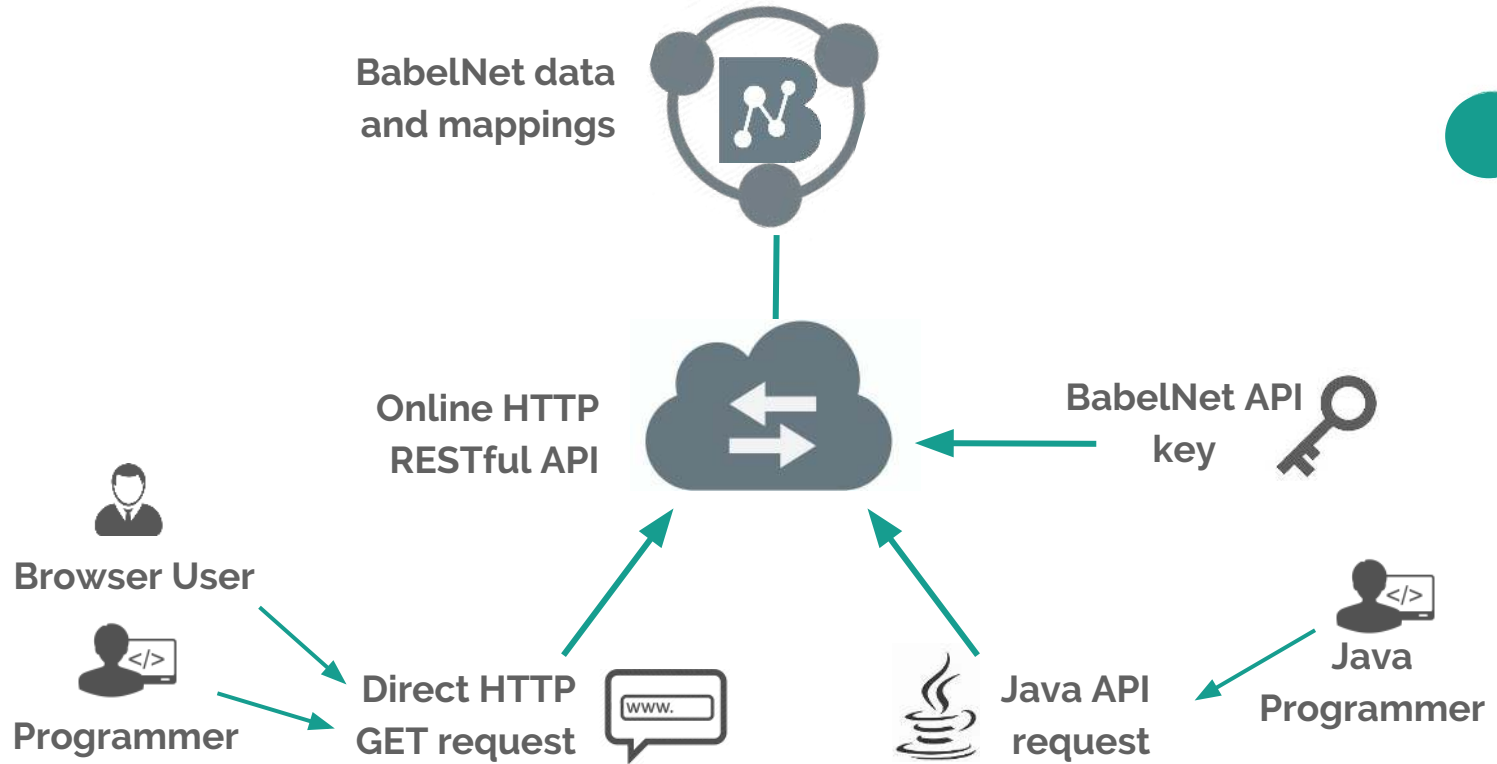 BabelNet data
and mappings
Online HTTP
RESTful API
BabelNet API
key
Browser User
Programmer
</>
Direct HTTP
GET request
www.
Java API
request
</>
Java
Programmer